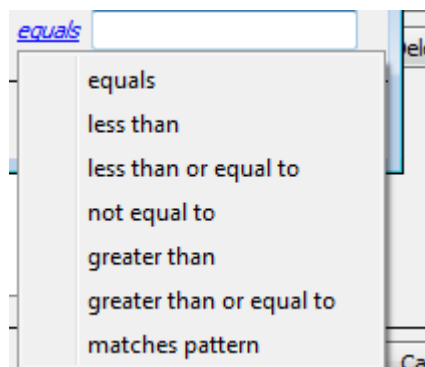 equals
equals
less than
less than or equal to
not equal to
greater than
greater than or equal to
matches pattern